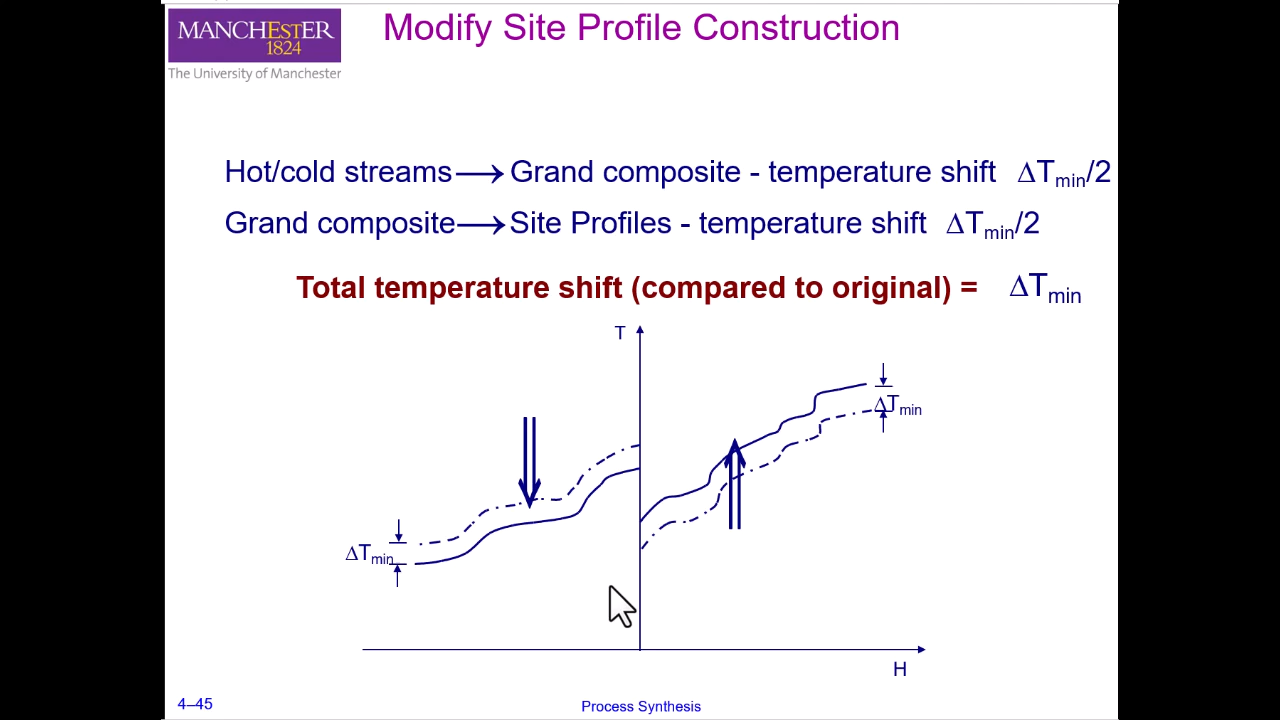 MANCHESTER
1824
The University of Manchester
Modify Site Profile Construction
Hot/cold streams → Grand composite - temperature shift ΔTmin/2
Grand composite → Site Profiles - temperature shift ΔTmin/2
Total temperature shift (compared to original) = ΔTmin
T
ΔTmin
ΔTmin
H
4–45
Process Synthesis